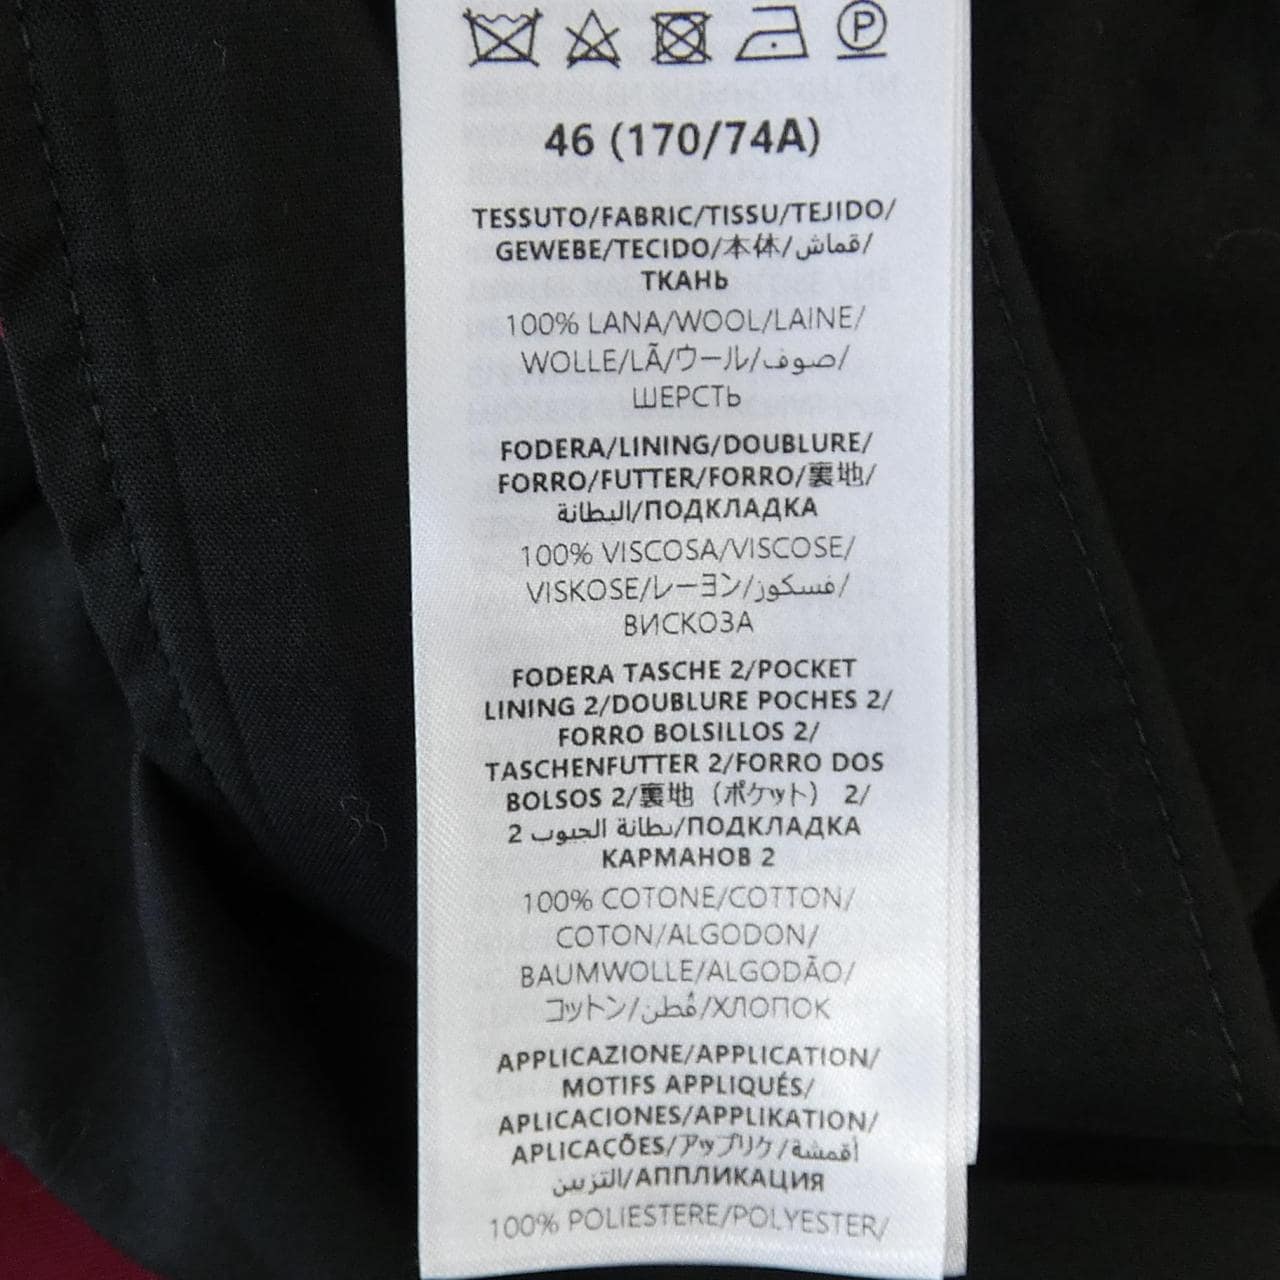 P
46 (170/74A)
TESSUTO/FABRIC/TISSU/TEJIDO/
GEWEBE/TECIDO/本体/قماش/
ТКАНЬ
100% LANA/WOOL/LAINE/
WOLLE/LÃ/ウール/صوف/
ШЕРСТЬ
FODERA/LINING/DOUBLURE/
FORRO/FUTTER/FORRO/裏地/
البطانة/ПОДКЛАДКА
100% VISCOSA/VISCOSE/
VISKOSE/レーヨン/فسكوز/
ВИСКОЗА
FODERA TASCHE 2/POCKET
LINING 2/DOUBLURE POCHES 2/
FORRO BOLSILLOS 2/
TASCHENFUTTER 2/FORRO DOS
BOLSOS 2/裏地（ポケット） 2/
بطانة الجيوب 2/ПОДКЛАДКА
КАРМАНОВ 2
100% COTONE/COTTON/
COTON/ALGODON/
BAUMWOLLE/ALGODÃO/
コットン/قُطن/ХЛОПОК
APPLICAZIONE/APPLICATION/
MOTIFS APPLIQUÉS/
APLICACIONES/APPLIKATION/
APLICAÇÕES/アップリケ/أقمشة
التزيين/АППЛИКАЦИЯ
100% POLIESTERE/POLYESTER/